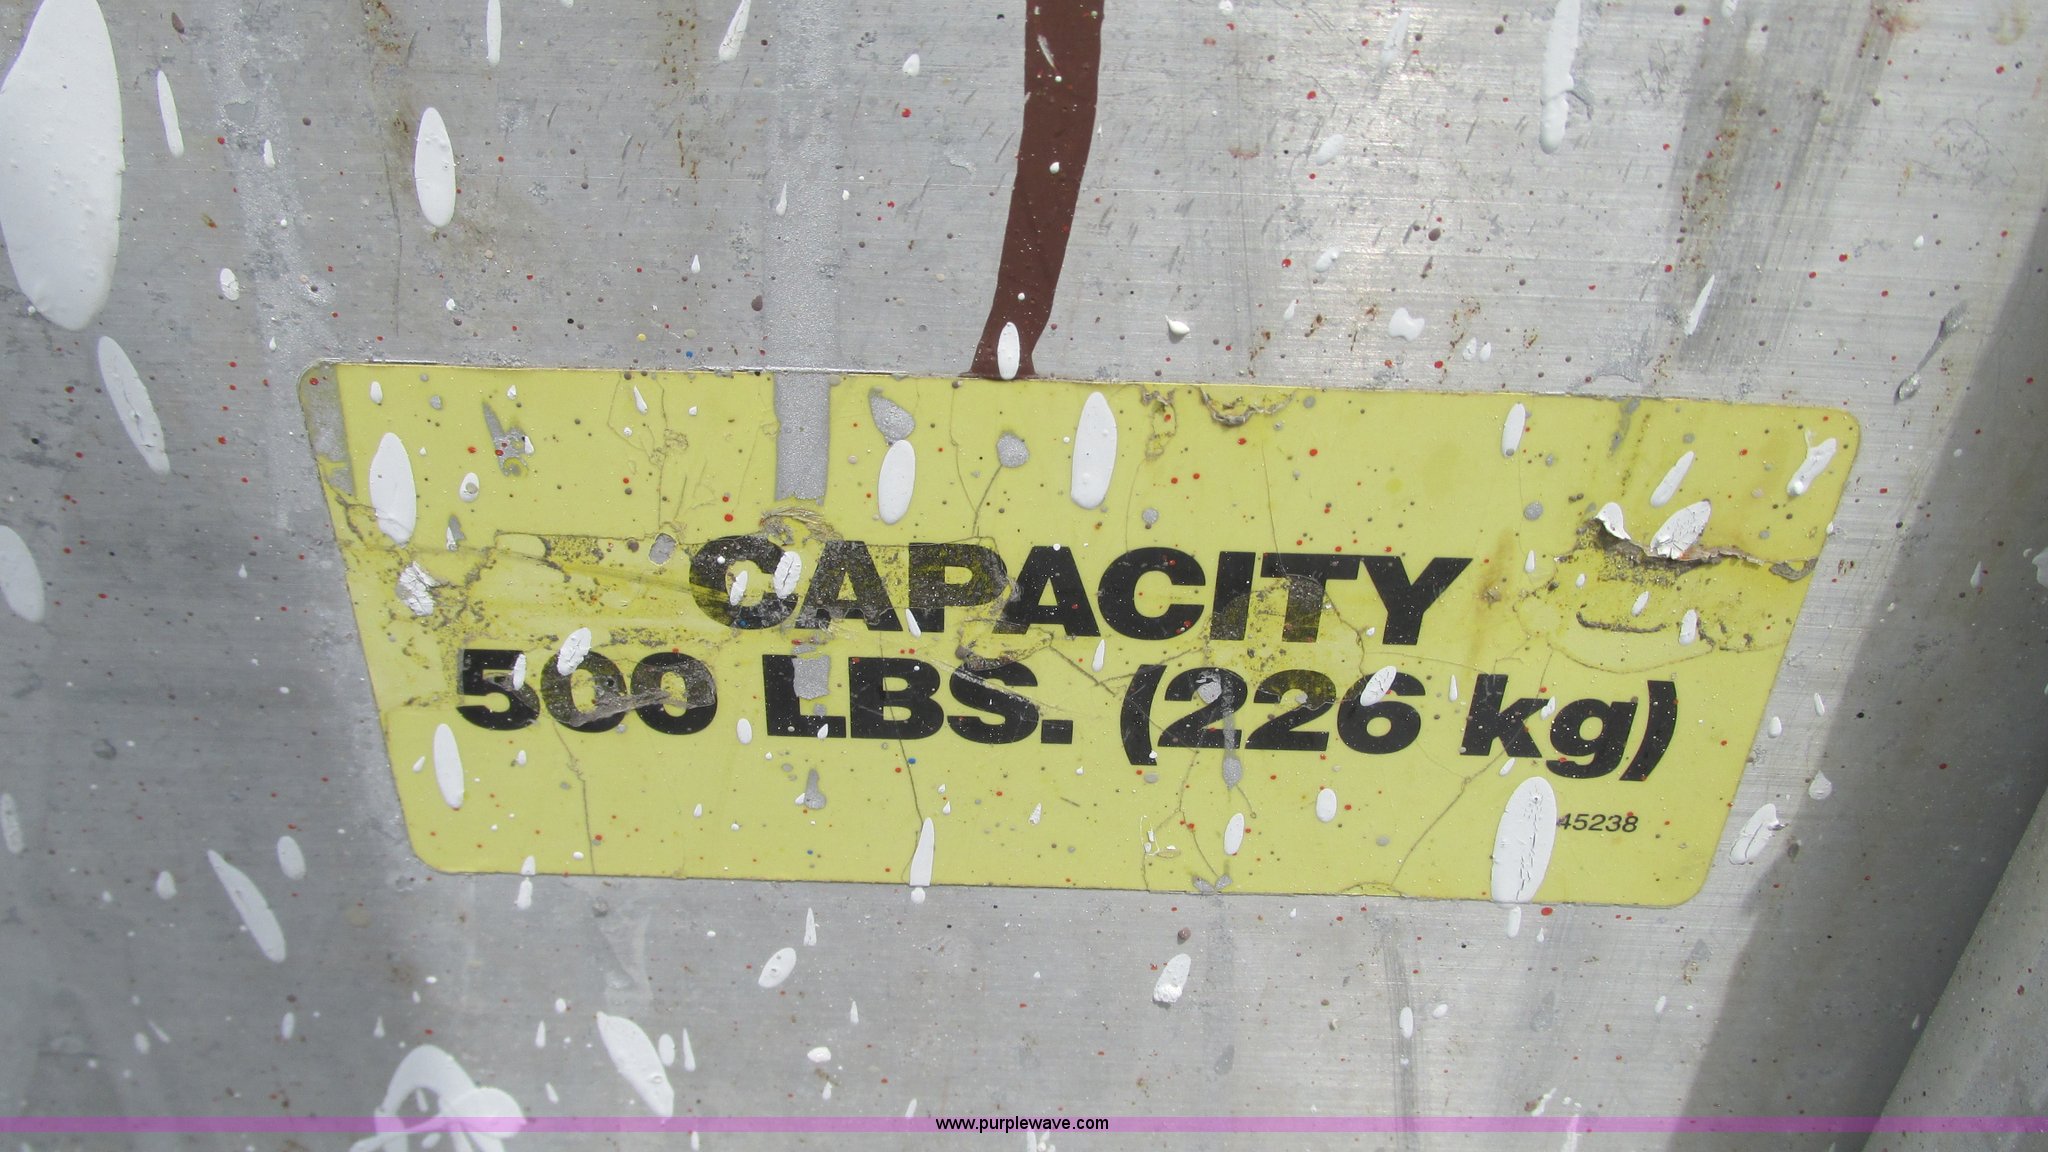 CAPACITY
500 LBS. (226 kg)
45238
www.purplewave.com